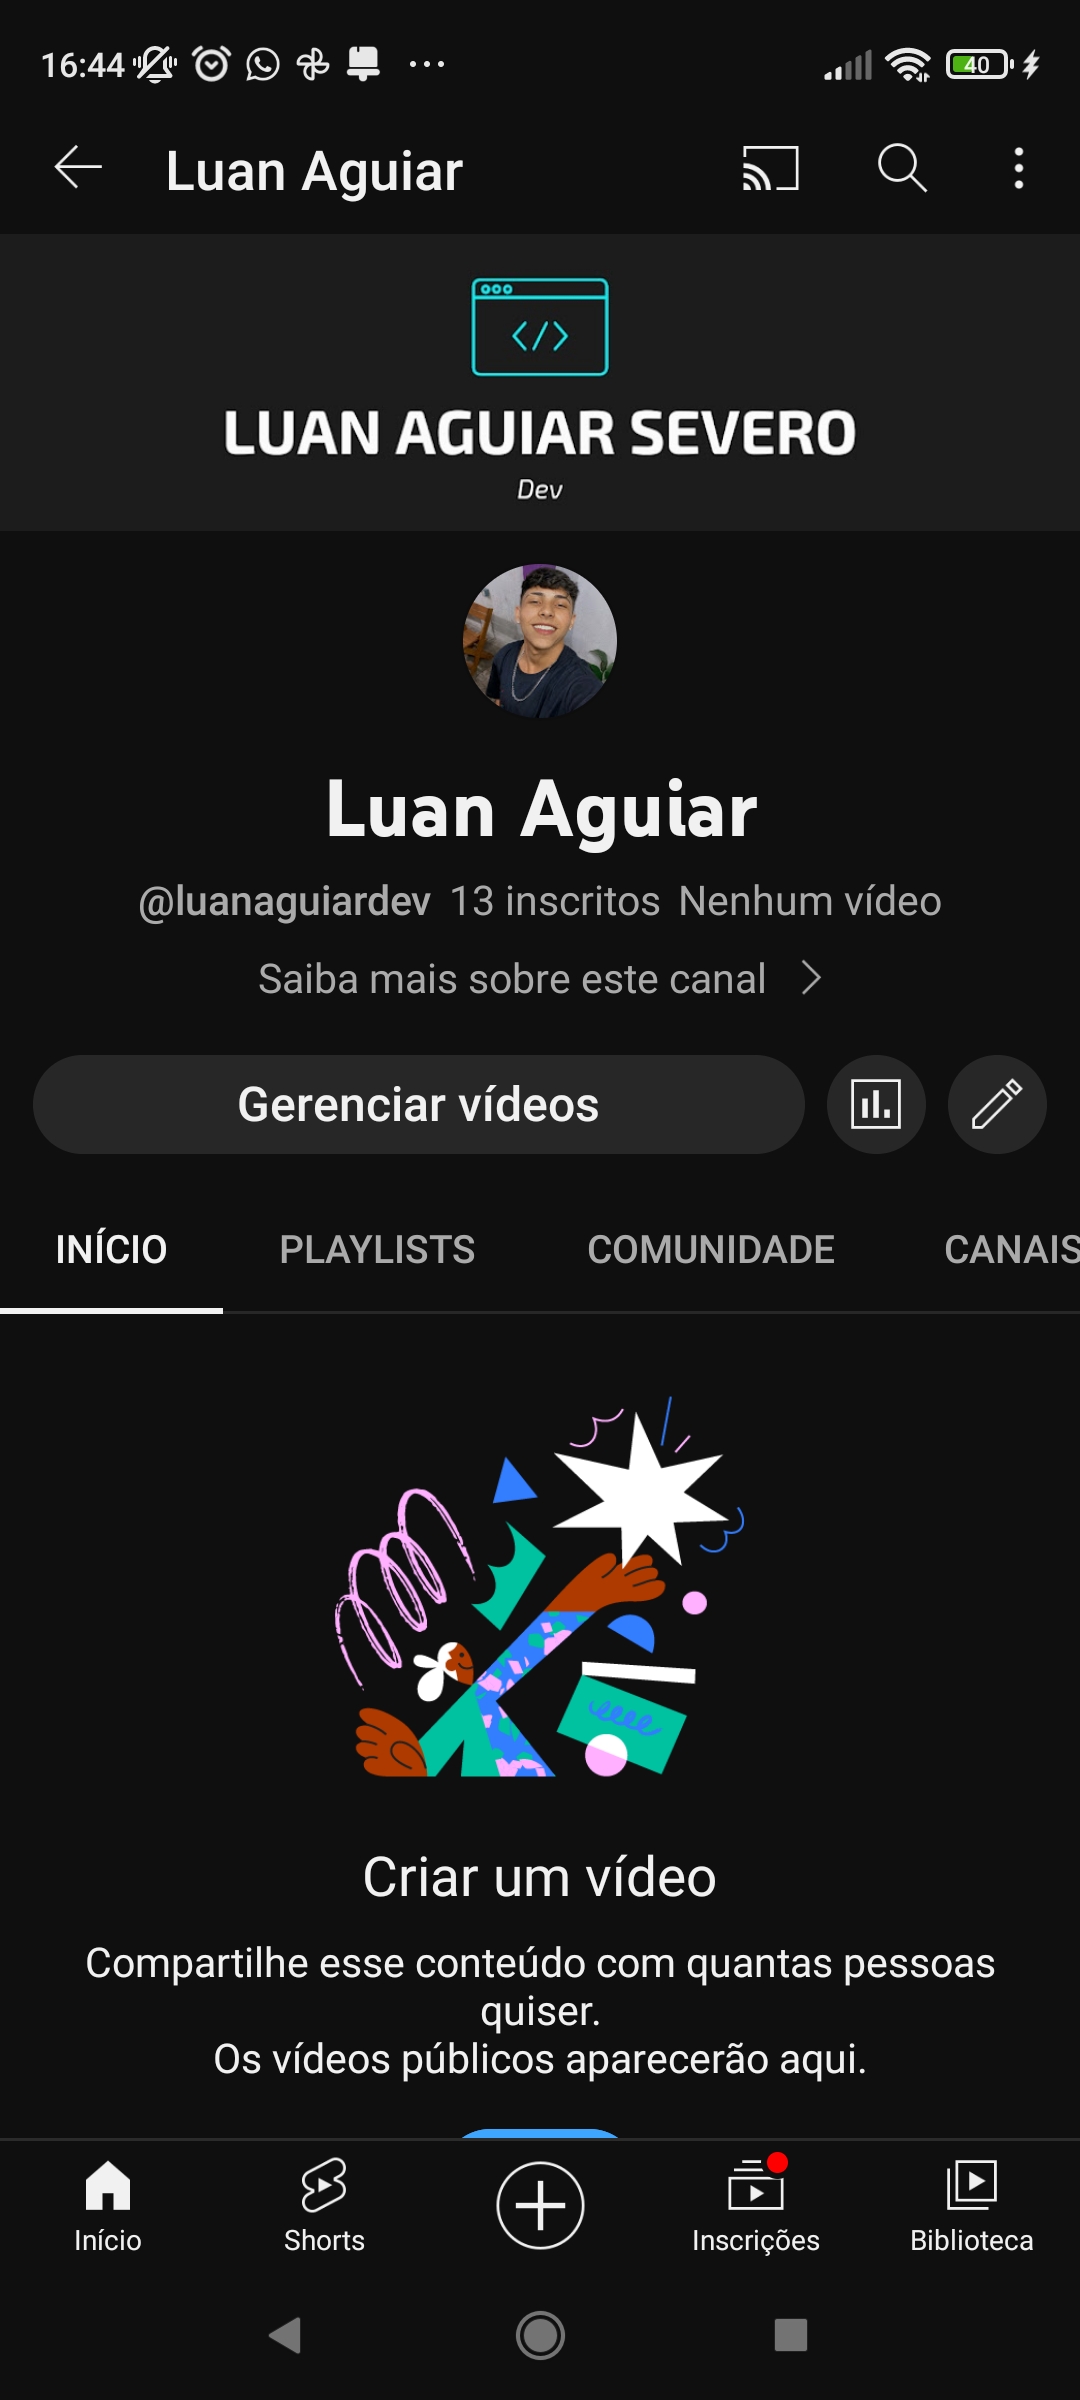 16:44
40
Luan Aguiar
</>
LUAN AGUIAR SEVERO
Dev
Luan Aguiar
@luanaguiardev 13 inscritos Nenhum vídeo
Saiba mais sobre este canal
Gerenciar vídeos
INÍCIO PLAYLISTS COMUNIDADE CANAIS
Criar um vídeo
Compartilhe esse conteúdo com quantas pessoas
quiser.
Os vídeos públicos aparecerão aqui.
Início Shorts Inscrições Biblioteca